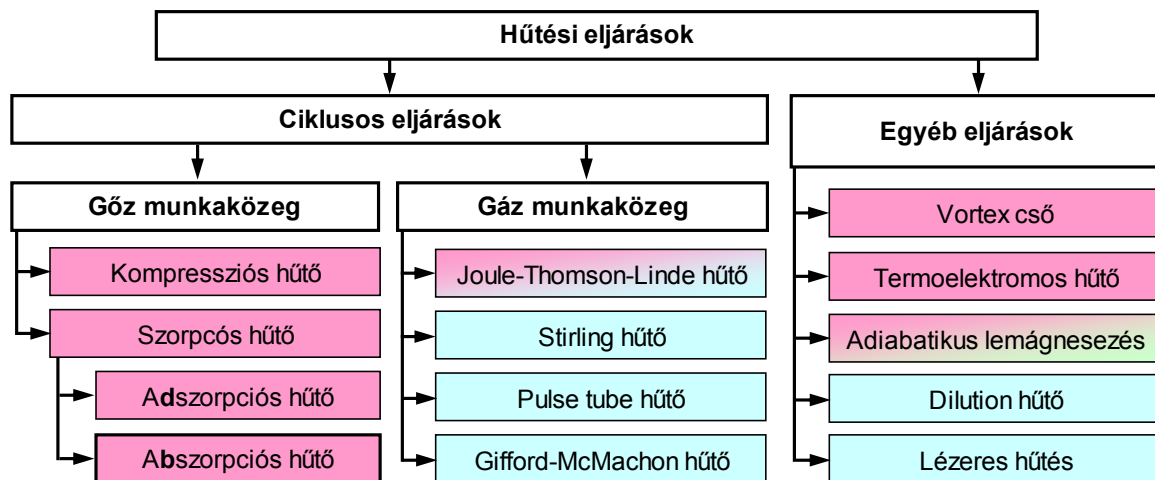 Hűtési eljárások
Ciklusos eljárások
Egyéb eljárások
Gőz munkaközeg
Gáz munkaközeg
Kompressziós hűtő
Szorpcós hűtő
Adszorpciós hűtő
Abszorpciós hűtő
Joule-Thomson-Linde hűtő
Stirling hűtő
Pulse tube hűtő
Gifford-McMachon hűtő
Vortex cső
Termoelektromos hűtő
Adiabatikus lemágnesezés
Dilution hűtő
Lézeres hűtés